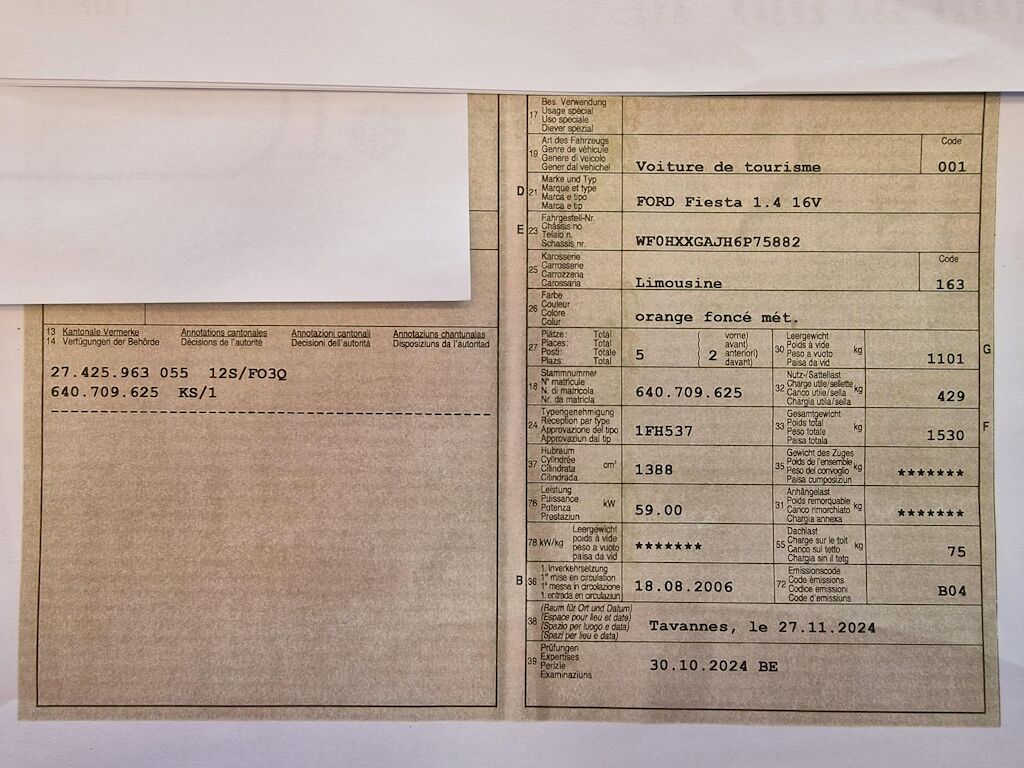 13 Kantonale Vermerke Annotations cantonales Annotazioni cantonali Annotaziuns chantunalas
14 Verfügungen der Behörde Décisions de l'autorité Decisioni dell'autorità Disposiziuns da l'autoritad
27.425.963 055 12S/FO3Q
640.709.625 KS/1
17 Bes. Verwendung
Usage spécial
Uso speciale
Diever spezial
19 Art des Fahrzeugs
Genre de véhicule
Genere di veicolo
Gener dal vehichel
Voiture de tourisme
Code
001
D 21 Marke und Typ
Marque et type
Marca e tipo
Marca e tip
FORD Fiesta 1.4 16V
E 23 Fahrgestell-Nr.
Châssis no
Telaio n.
Schassis nr.
WF0HXXGAJH6P75882
25 Karosserie
Carrosserie
Carrozzeria
Carossaria
Limousine
Code
163
26 Farbe
Couleur
Colore
Colur
orange foncé mét.
27 Plätze: Total
Places: Total
Posti: Totale
Plazs: Total
5
( vorne)
( avant)
( 2 anteriori)
( davant)
30 Leergewicht
Poids à vide
Peso a vuoto
Paisa da vid
kg
1101
G
18 Stammnummer
N° matricule
N. di matricola
Nr. da matricla
640.709.625
32 Nutz-/Sattellast
Charge utile/sellette
Carico utile/sella
Chargia utila/sella
kg
429
24 Typengenehmigung
Réception par type
Approvazione del tipo
Approvaziun dal tip
1FH537
33 Gesamtgewicht
Poids total
Peso totale
Paisa totala
kg
1530
F
37 Hubraum
Cylindrée
Cilindrata
Cilindrada
cm³
1388
35 Gewicht des Zuges
Poids de l'ensemble
Peso del convoglio
Paisa cumposiziun
kg
*******
76 Leistung
Puissance
Potenza
Prestaziun
kW
59.00
31 Anhängelast
Poids remorquable
Carico rimorchiato
Chargia annexa
kg
*******
78 kW/kg Leergewicht
poids à vide
peso a vuoto
paisa da vid
*******
55 Dachlast
Charge sur le toit
Carico sul tetto
Chargia sin il tetg
kg
75
B 36 1. Inverkehrsetzung
1re mise en circulation
1a messa in circolazione
1. entrada en circulaziun
18.08.2006
72 Emissionscode
Code émissions
Codice emissioni
Code d'emissiuns
B04
38 (Raum für Ort und Datum)
(Espace pour lieu et date)
(Spazio per luogo e data)
(Spazi per lieu e data)
Tavannes, le 27.11.2024
39 Prüfungen
Expertises
Perizie
Examinaziuns
30.10.2024 BE